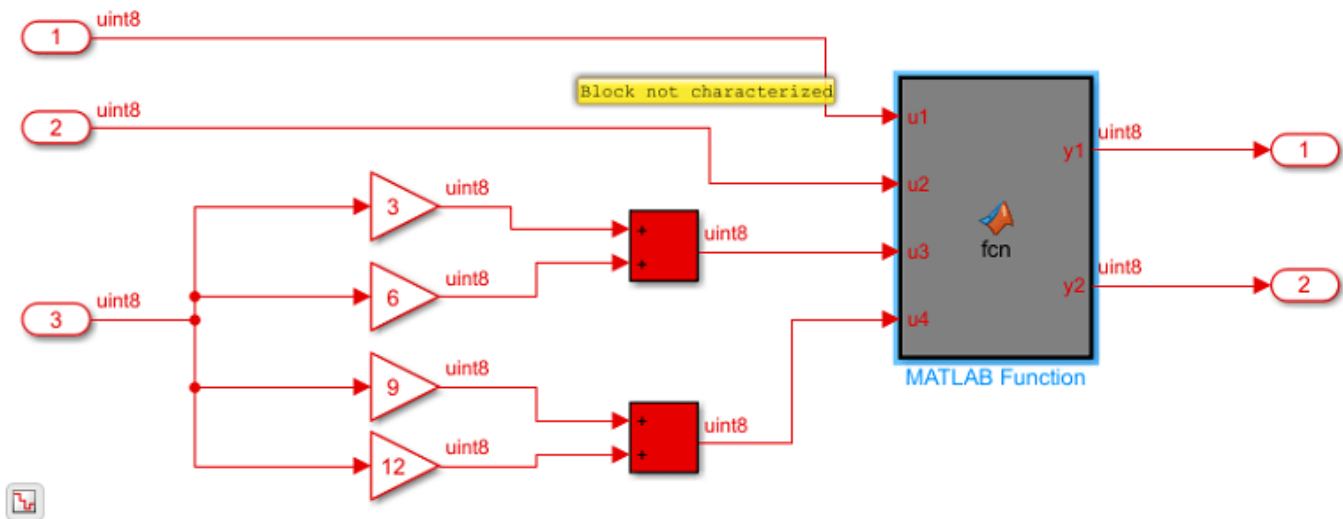 uint8
1
Block not characterized
uint8
2
u1
uint8
y1
1
u2
uint8
3
+
uint8
+
u3
fcn
uint8
6
uint8
y2
2
uint8
3
u4
MATLAB Function
uint8
9
+
uint8
+
uint8
12